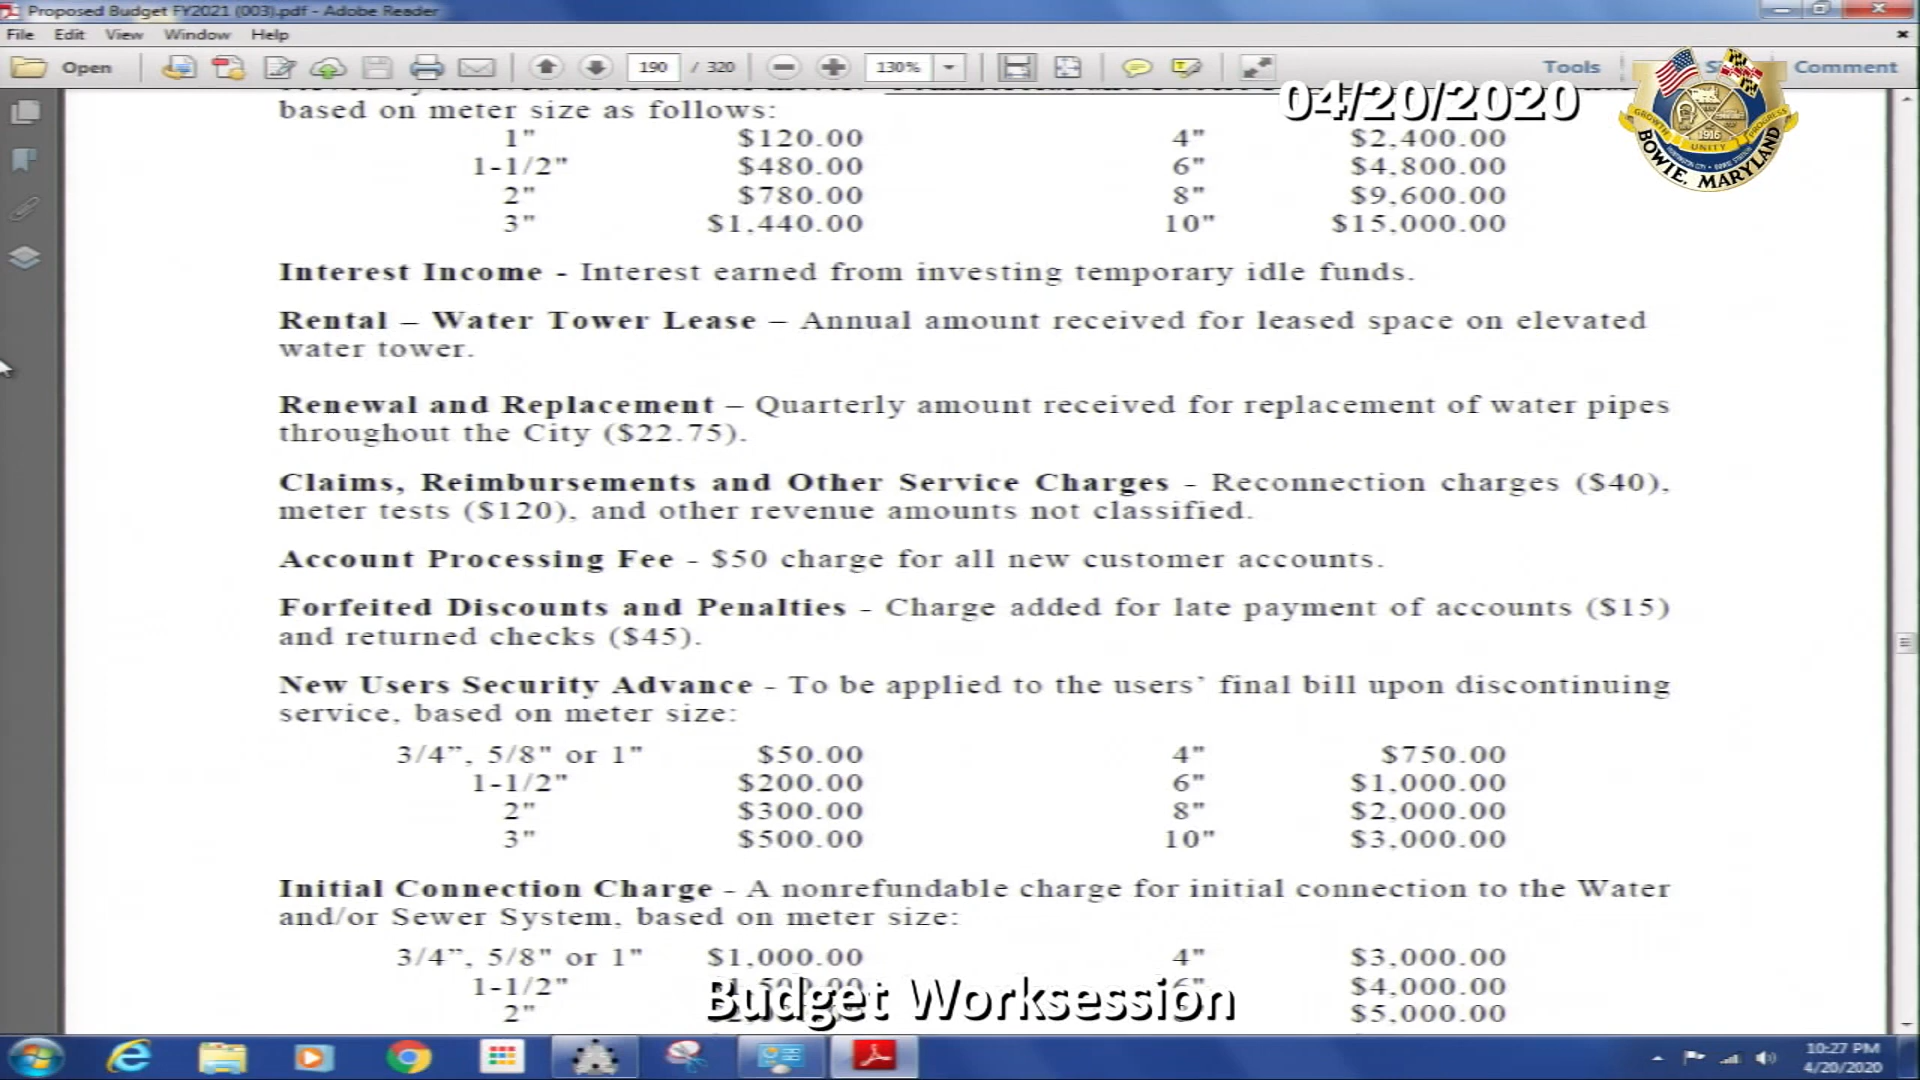 Proposed Budget FY2021 (003).pdf - Adobe Reader
File Edit View Window Help
Open 190 / 320 130% Tools Comment
04/20/2020
based on meter size as follows:
1" $120.00 4" $2,400.00
1-1/2" $480.00 6" $4,800.00
2" $780.00 8" $9,600.00
3" $1,440.00 10" $15,000.00
GROWTH UNITY PROGRESS
1916
BOWIE, MARYLAND
Interest Income - Interest earned from investing temporary idle funds.
Rental – Water Tower Lease – Annual amount received for leased space on elevated
water tower.
Renewal and Replacement – Quarterly amount received for replacement of water pipes
throughout the City ($22.75).
Claims, Reimbursements and Other Service Charges - Reconnection charges ($40),
meter tests ($120), and other revenue amounts not classified.
Account Processing Fee - $50 charge for all new customer accounts.
Forfeited Discounts and Penalties - Charge added for late payment of accounts ($15)
and returned checks ($45).
New Users Security Advance - To be applied to the users’ final bill upon discontinuing
service, based on meter size:
3/4”, 5/8" or 1" $50.00 4" $750.00
1-1/2" $200.00 6" $1,000.00
2" $300.00 8" $2,000.00
3" $500.00 10" $3,000.00
Initial Connection Charge - A nonrefundable charge for initial connection to the Water
and/or Sewer System, based on meter size:
3/4”, 5/8" or 1" $1,000.00 4" $3,000.00
1-1/2" $4,000.00
2" $5,000.00
Budget Worksession
10:27 PM
4/20/2020